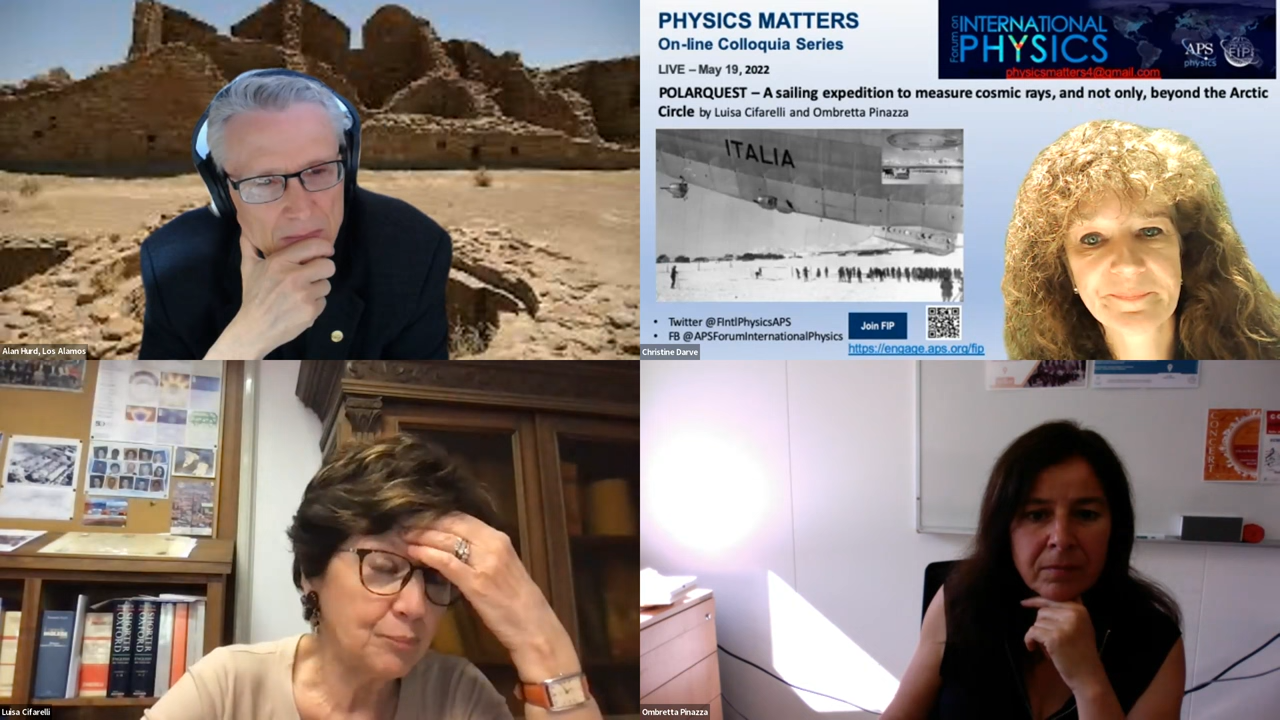 PHYSICS MATTERS
On-line Colloquia Series
LIVE – May 19, 2022
Forum on
INTERNATIONAL
PHYSICS
APS
physics
FIP
physicsmatters4@gmail.com
POLARQUEST – A sailing expedition to measure cosmic rays, and not only, beyond the Arctic
Circle by Luisa Cifarelli and Ombretta Pinazza
ITALIA
• Twitter @FIntlPhysicsAPS
• FB @APSForumInternationalPhysics
Join FIP
https://engage.aps.org/fip
Alan Hurd, Los Alamos
Christine Darve
CONCERT
SHORTER
OXFORD
SHORTER
OXFORD
Luisa Cifarelli
Ombretta Pinazza